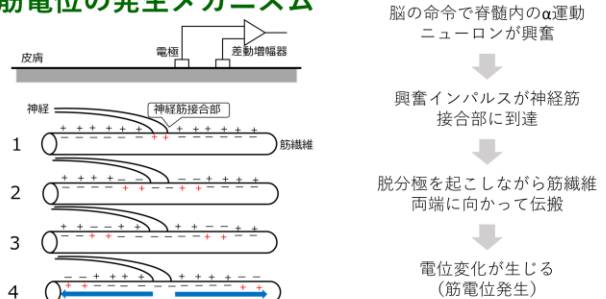 筋電位の発生メカニズム
電極
差動増幅器
皮膚
神経
神経筋接合部
筋繊維
1
2
3
4
脳の命令で脊髄内のα運動
ニューロンが興奮
興奮インパルスが神経筋
接合部に到達
脱分極を起こしながら筋繊維
両端に向かって伝搬
電位変化が生じる
（筋電位発生）